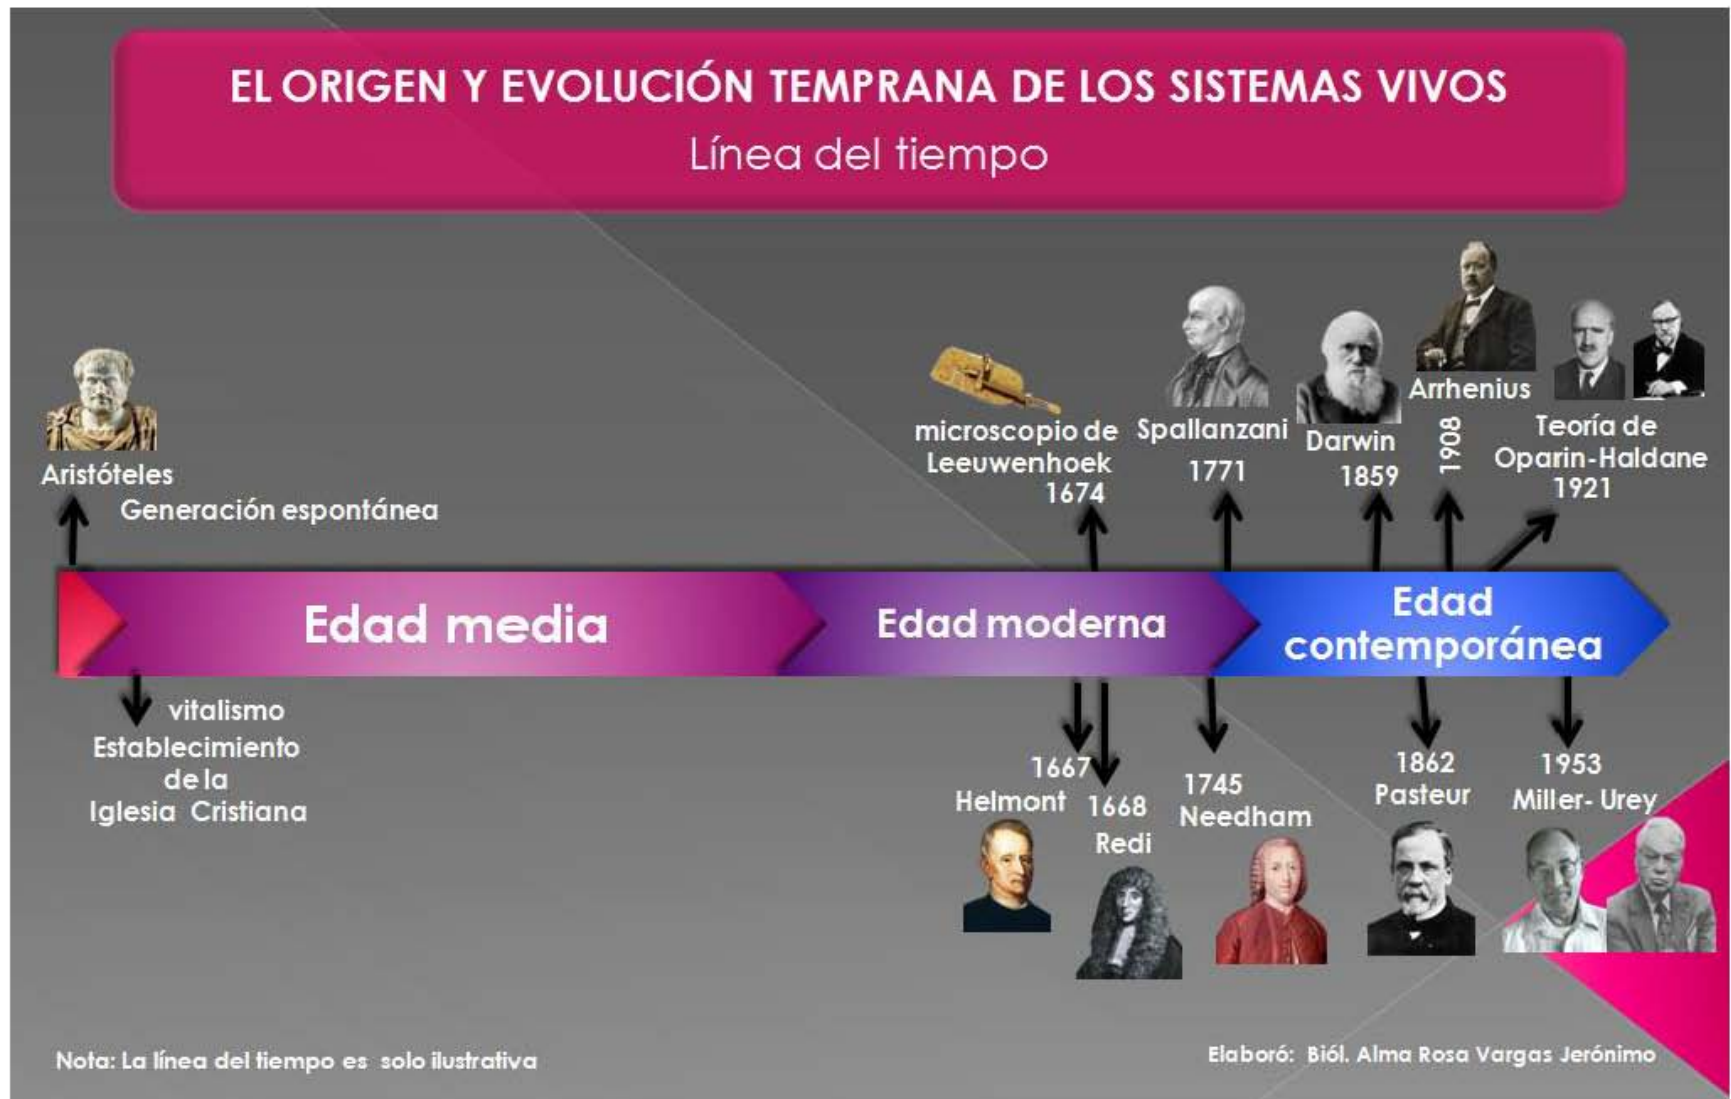 EL ORIGEN Y EVOLUCIÓN TEMPRANA DE LOS SISTEMAS VIVOS
Línea del tiempo
Aristóteles
Generación espontánea
microscopio de
Leeuwenhoek
1674
Spallanzani
1771
Darwin
1859
Arrhenius
1908
Teoría de
Oparin-Haldane
1921
Edad media
Edad moderna
Edad
contemporánea
vitalismo
Establecimiento
de la
Iglesia Cristiana
1667
Helmont
1668
Redi
1745
Needham
1862
Pasteur
1953
Miller- Urey
Nota: La línea del tiempo es solo ilustrativa
Elaboró: Biól. Alma Rosa Vargas Jerónimo